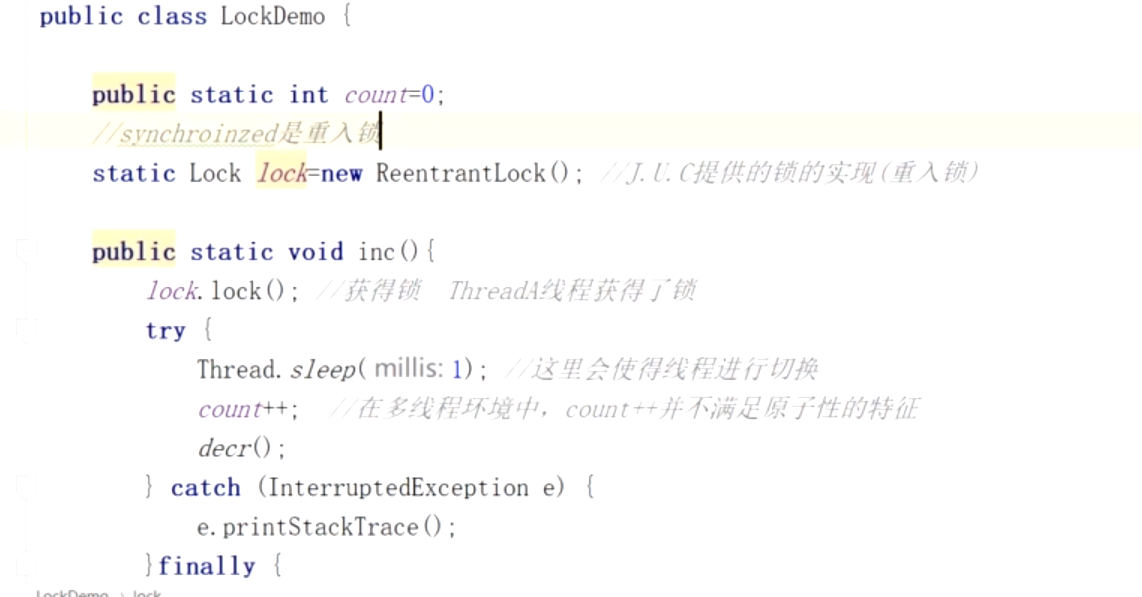 public class LockDemo {
public static int count=0;
//synchroinzed是重入锁
static Lock lock=new ReentrantLock(); //J.U.C提供的锁的实现(重入锁)
public static void inc(){
lock.lock(); //获得锁  ThreadA线程获得了锁
try {
Thread.sleep( millis: 1); //这里会使得线程进行切换
count++;  //在多线程环境中，count++并不满足原子性的特征
decr();
} catch (InterruptedException e) {
e.printStackTrace();
}finally {
LockDemo › lock